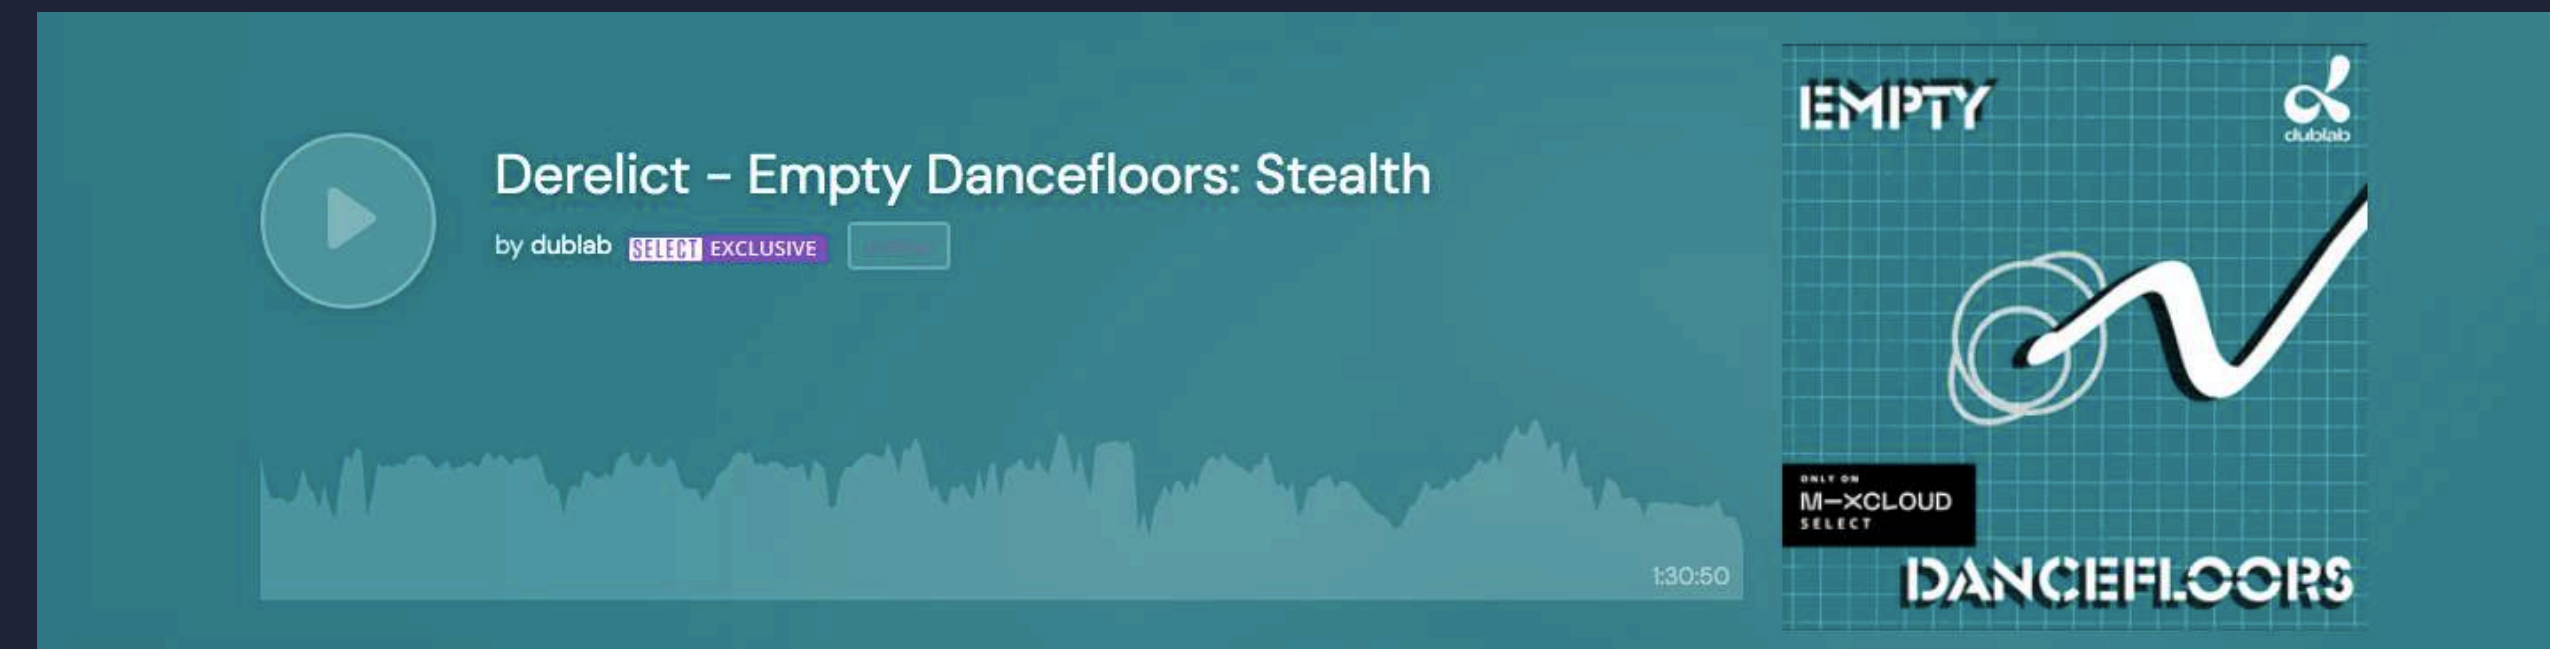 Derelict – Empty Dancefloors: Stealth
by dublab SELECT EXCLUSIVE
1:30:50
EMPTY
dublab
ONLY ON
M–XCLOUD
SELECT
DANCEFLOORS